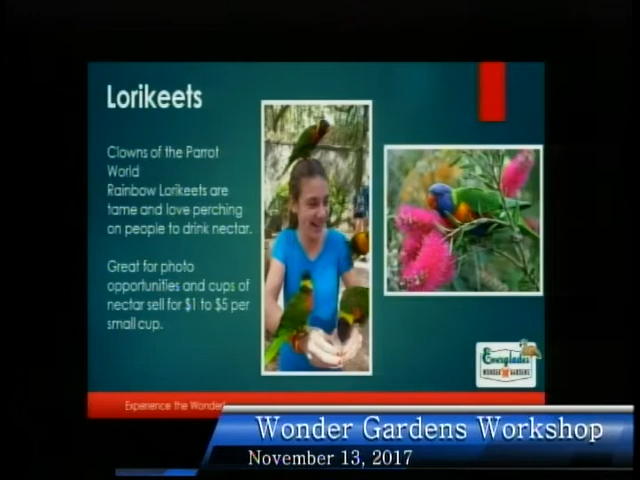 Lorikeets
Clowns of the Parrot
World
Rainbow Lorikeets are
tame and love perching
on people to drink nectar.
Great for photo
opportunities and cups of
nectar sell for $1 to $5 per
small cup.
Everglades
WONDER GARDENS
Experience the Wonder!
Wonder Gardens Workshop
November 13, 2017